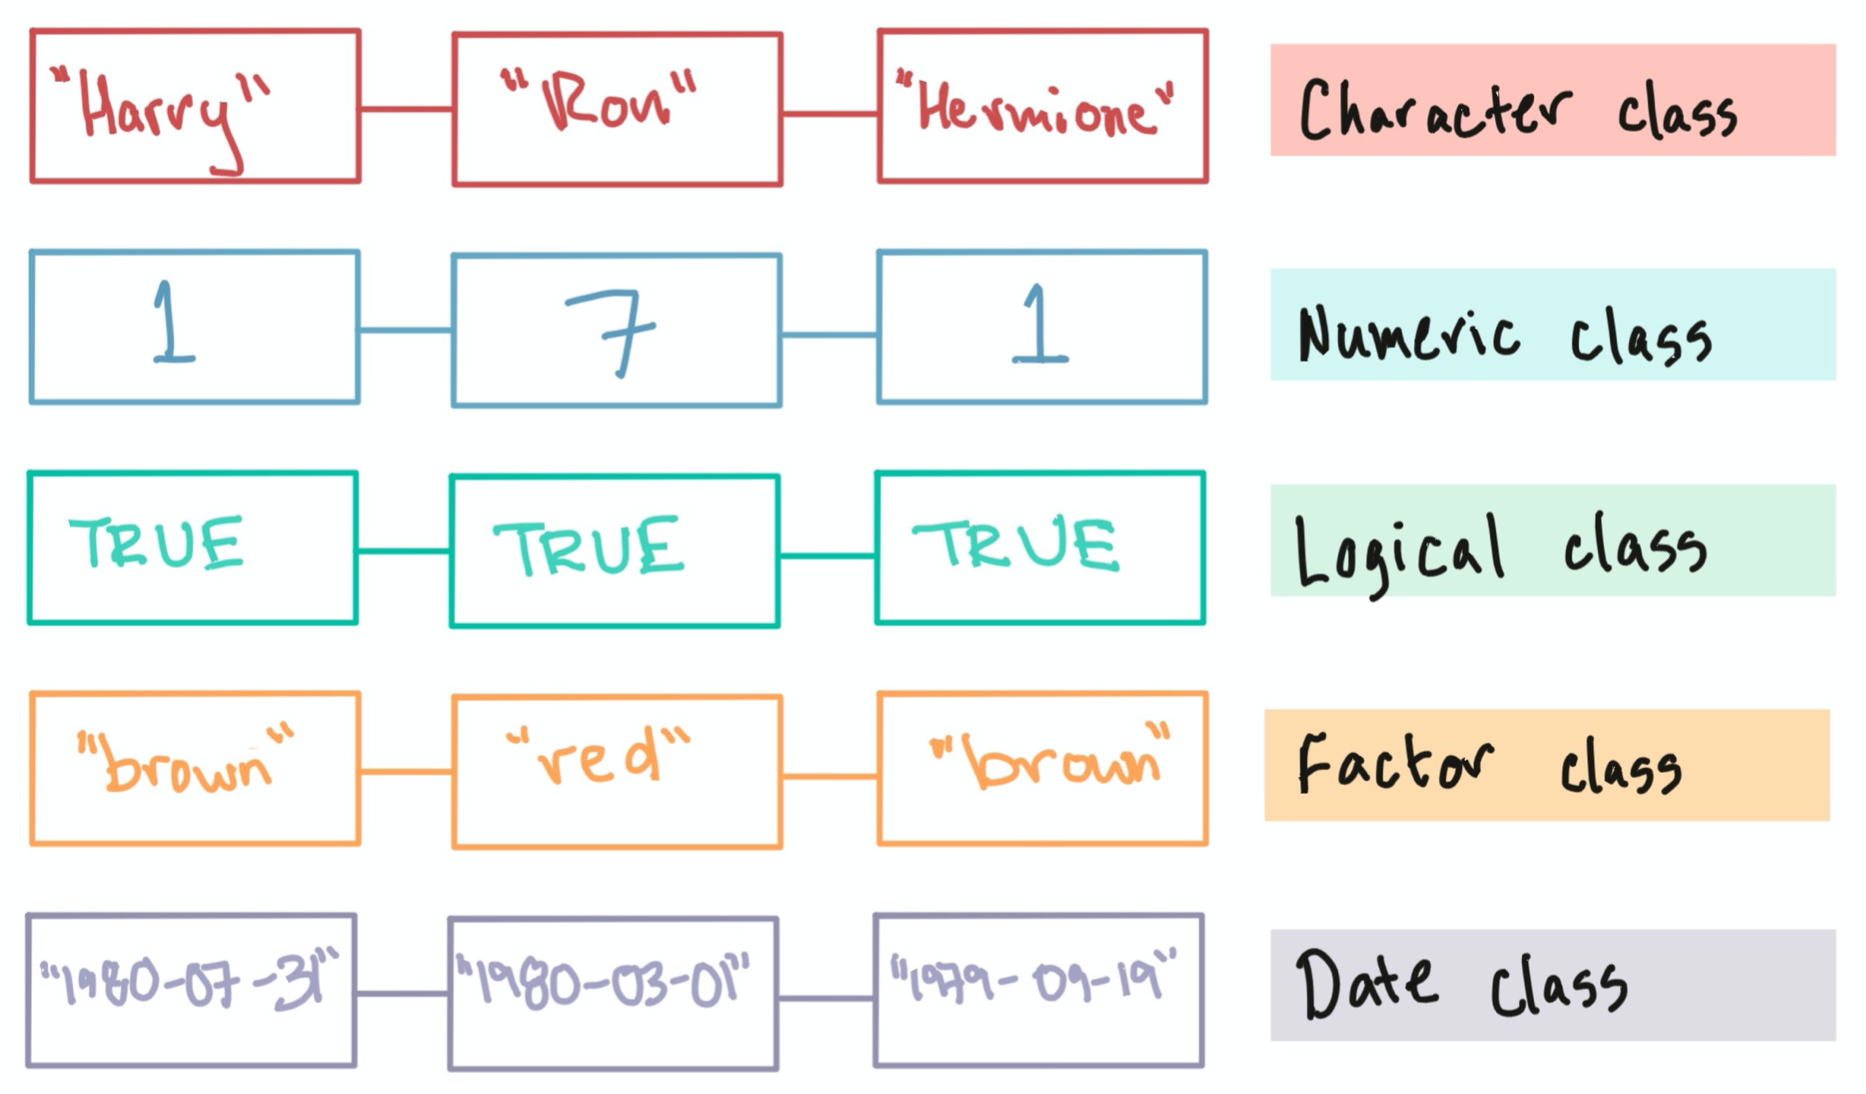 "Harry" "Ron" "Hermione" Character class
1 7 1 Numeric class
TRUE TRUE TRUE Logical class
"brown" "red" "brown" Factor class
"1980-07-31" "1980-03-01" "1979-09-19" Date class